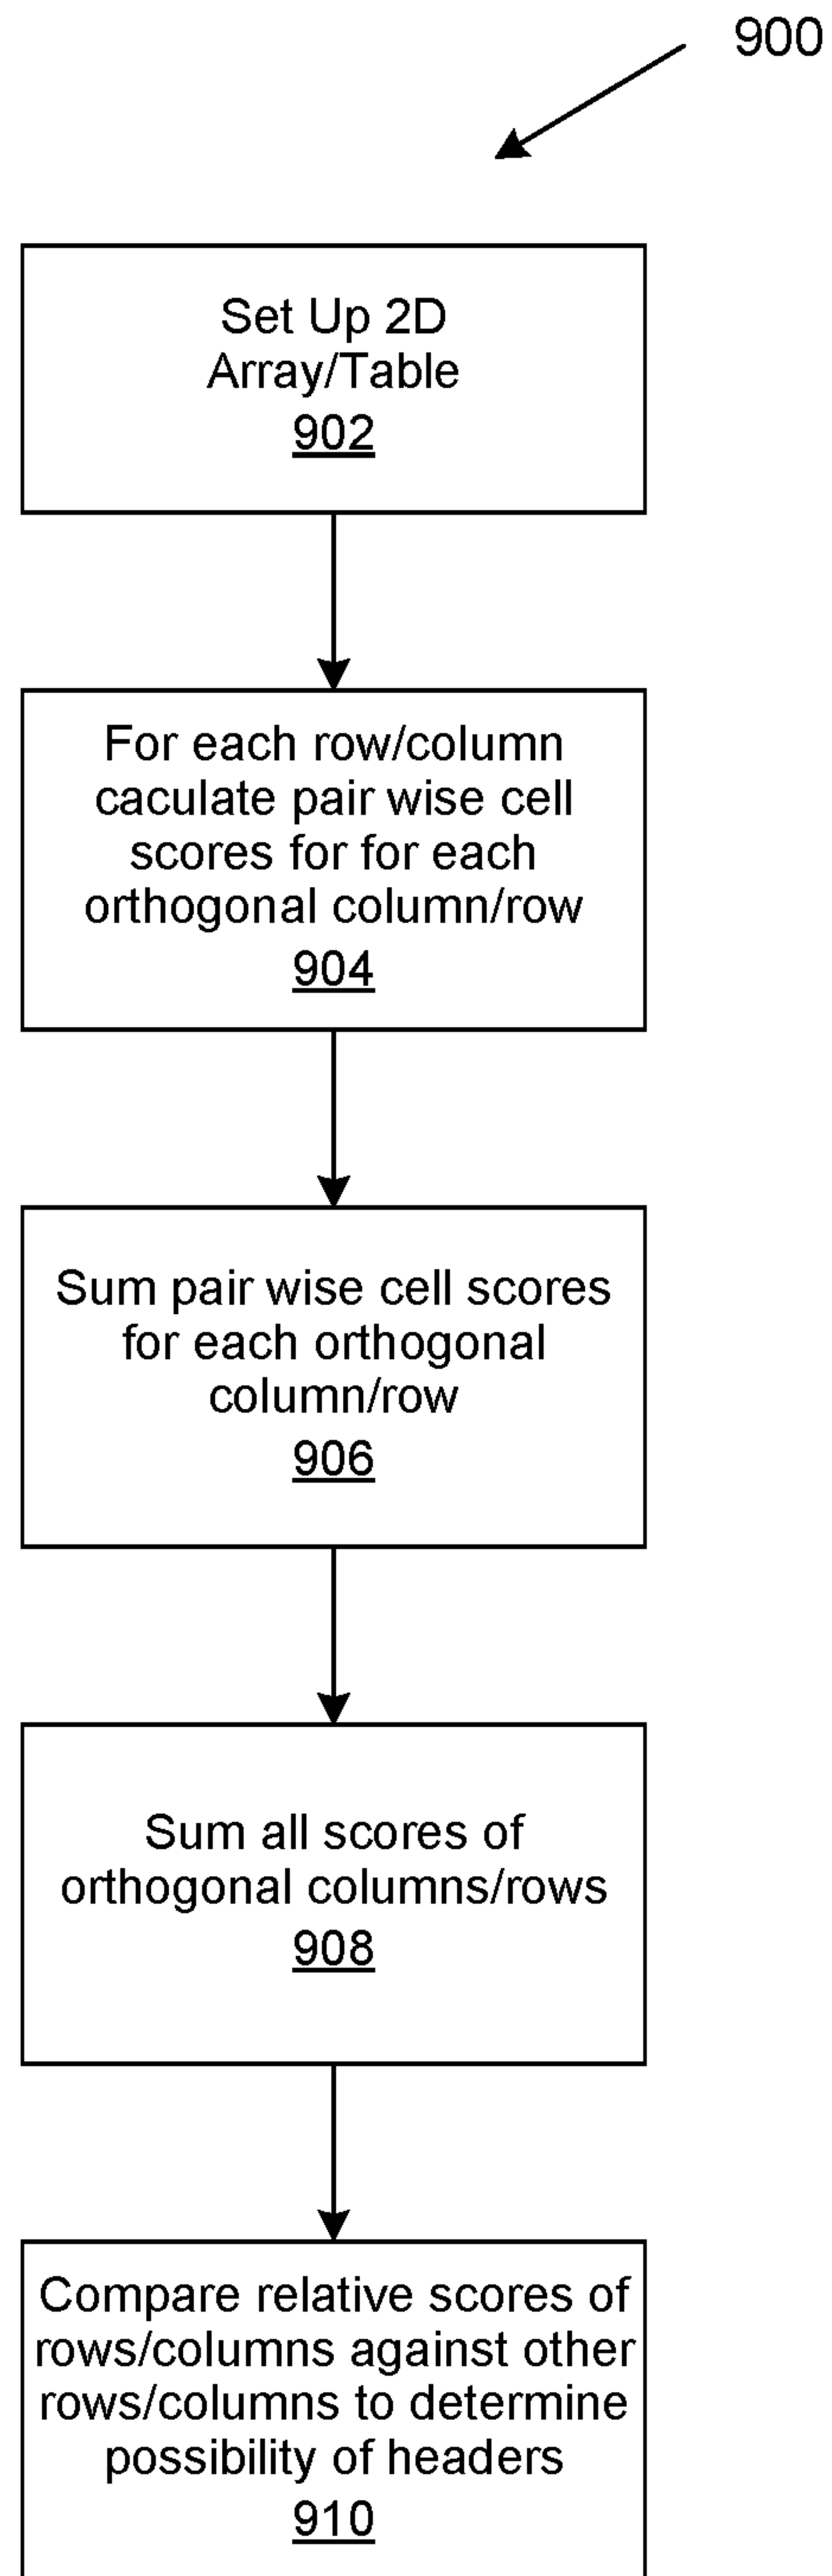 900
Set Up 2D
Array/Table
902
For each row/column
caculate pair wise cell
scores for for each
orthogonal column/row
904
Sum pair wise cell scores
for each orthogonal
column/row
906
Sum all scores of
orthogonal columns/rows
908
Compare relative scores of
rows/columns against other
rows/columns to determine
possibility of headers
910